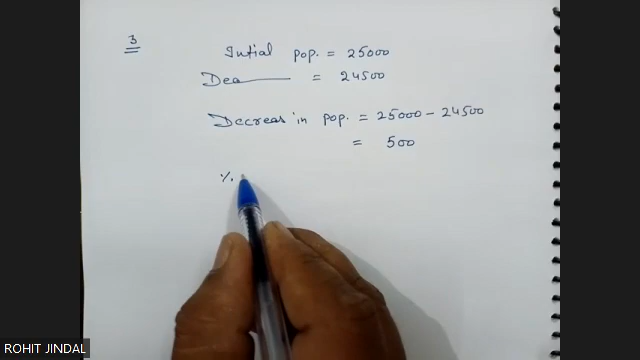 3
Intial pop. = 25000
Dea = 24500
Decreas in pop. = 25000 - 24500
= 500
%.
ROHIT JINDAL